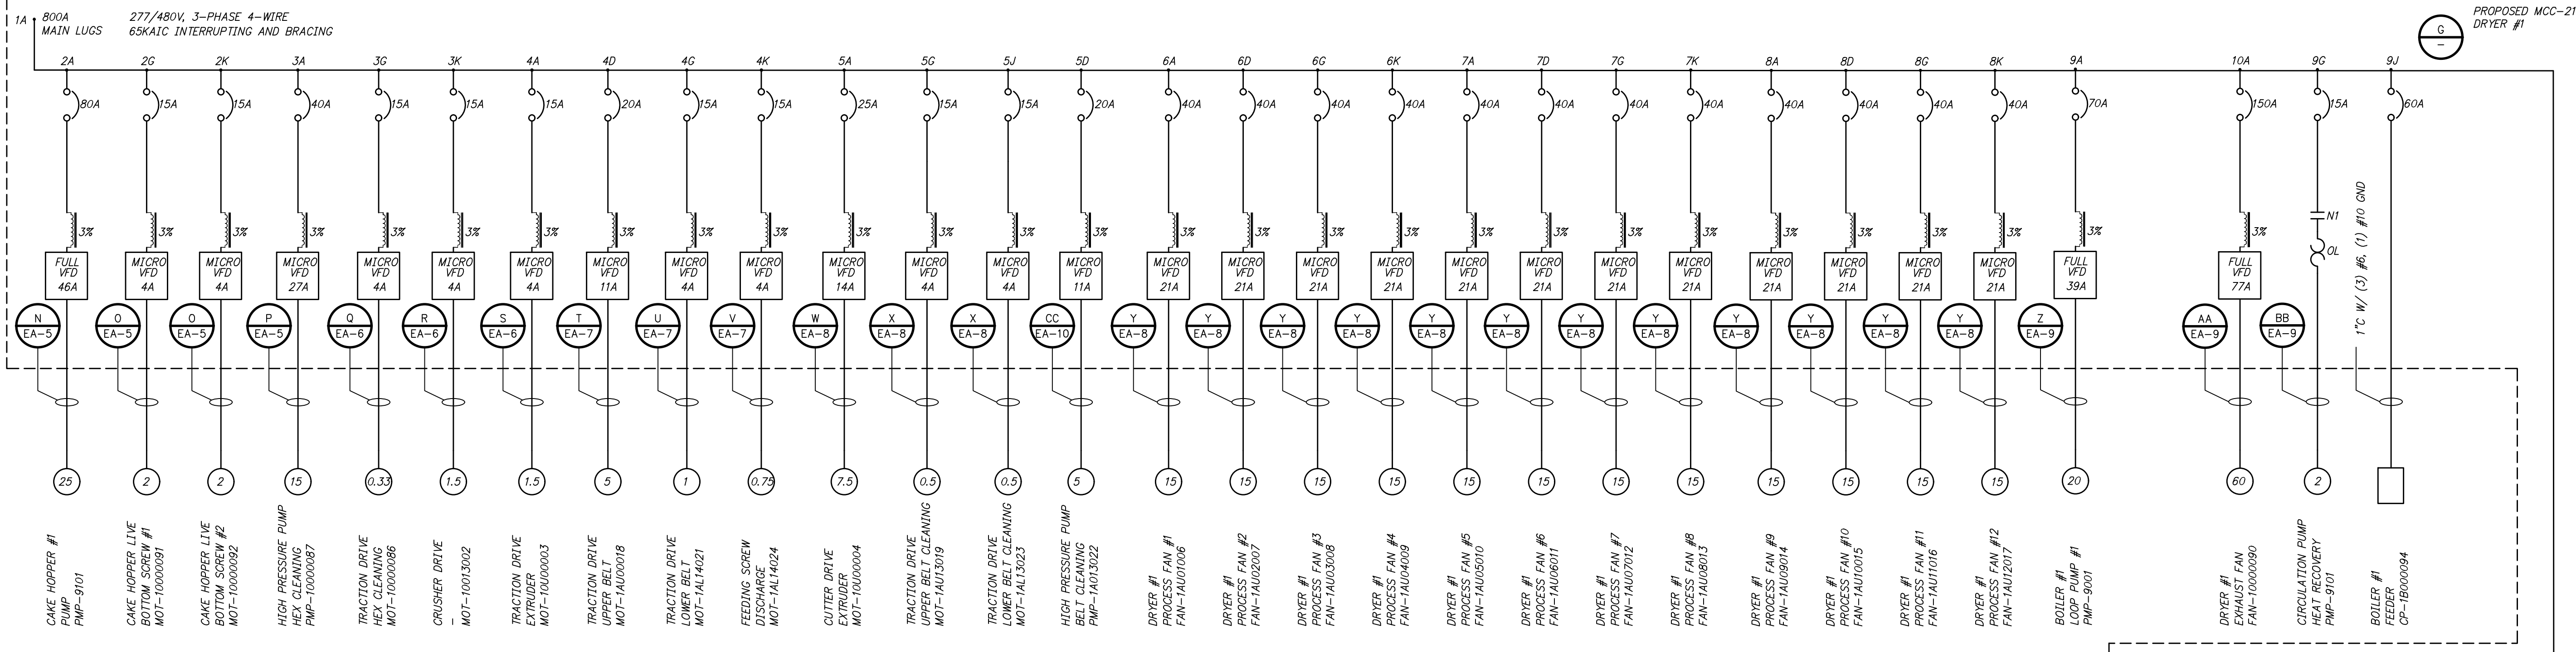 1A
800A
MAIN LUGS
277/480V, 3-PHASE 4-WIRE
65KAIC INTERRUPTING AND BRACING
G
-
PROPOSED MCC-21
DRYER #1
2A 2G 2K 3A 3G 3K 4A 4D 4G 4K 5A 5G 5J 5D 6A 6D 6G 6K 7A 7D 7G 7K 8A 8D 8G 8K 9A 10A 9G 9J
80A 15A 15A 40A 15A 15A 15A 20A 15A 15A 25A 15A 15A 20A 40A 40A 40A 40A 40A 40A 40A 40A 40A 40A 40A 40A 70A 150A 15A 60A
N1
3% 3% 3% 3% 3% 3% 3% 3% 3% 3% 3% 3% 3% 3% 3% 3% 3% 3% 3% 3% 3% 3% 3% 3% 3% 3% 3% 3%
OL
1"C W/ (3) #6, (1) #10 GND
FULL MICRO MICRO MICRO MICRO MICRO MICRO MICRO MICRO MICRO MICRO MICRO MICRO MICRO MICRO MICRO MICRO MICRO MICRO MICRO MICRO MICRO MICRO MICRO MICRO MICRO FULL FULL
VFD VFD VFD VFD VFD VFD VFD VFD VFD VFD VFD VFD VFD VFD VFD VFD VFD VFD VFD VFD VFD VFD VFD VFD VFD VFD VFD VFD
46A 4A 4A 27A 4A 4A 4A 11A 4A 4A 14A 4A 4A 11A 21A 21A 21A 21A 21A 21A 21A 21A 21A 21A 21A 21A 39A 77A
N O O P Q R S T U V W X X CC Y Y Y Y Y Y Y Y Y Y Y Y Z AA BB
EA-5 EA-5 EA-5 EA-5 EA-6 EA-6 EA-6 EA-7 EA-7 EA-7 EA-8 EA-8 EA-8 EA-10 EA-8 EA-8 EA-8 EA-8 EA-8 EA-8 EA-8 EA-8 EA-8 EA-8 EA-8 EA-8 EA-9 EA-9 EA-9
25 2 2 15 0.33 1.5 1.5 5 1 0.75 7.5 0.5 0.5 5 15 15 15 15 15 15 15 15 15 15 15 15 20 60 2
CAKE HOPPER #1
PUMP
PMP-9101
CAKE HOPPER LIVE
BOTTOM SCREW #1
MOT-10000091
CAKE HOPPER LIVE
BOTTOM SCREW #2
MOT-10000092
HIGH PRESSURE PUMP
HEX CLEANING
PMP-10000087
TRACTION DRIVE
HEX CLEANING
MOT-10000086
CRUSHER DRIVE
-
MOT-10013002
TRACTION DRIVE
EXTRUDER
MOT-10U00003
TRACTION DRIVE
UPPER BELT
MOT-1AU00018
TRACTION DRIVE
LOWER BELT
MOT-1AL14021
FEEDING SCREW
DISCHARGE
MOT-1AL14024
CUTTER DRIVE
EXTRUDER
MOT-10U00004
TRACTION DRIVE
UPPER BELT CLEANING
MOT-1AU13019
TRACTION DRIVE
LOWER BELT CLEANING
MOT-1AL13023
HIGH PRESSURE PUMP
BELT CLEANING
PMP-1A013022
DRYER #1
PROCESS FAN #1
FAN-1AU01006
DRYER #1
PROCESS FAN #2
FAN-1AU02007
DRYER #1
PROCESS FAN #3
FAN-1AU03008
DRYER #1
PROCESS FAN #4
FAN-1AU04009
DRYER #1
PROCESS FAN #5
FAN-1AU05010
DRYER #1
PROCESS FAN #6
FAN-1AU06011
DRYER #1
PROCESS FAN #7
FAN-1AU07012
DRYER #1
PROCESS FAN #8
FAN-1AU08013
DRYER #1
PROCESS FAN #9
FAN-1AU09014
DRYER #1
PROCESS FAN #10
FAN-1AU10015
DRYER #1
PROCESS FAN #11
FAN-1AU11016
DRYER #1
PROCESS FAN #12
FAN-1AU12017
BOILER #1
LOOP PUMP #1
PMP-9001
DRYER #1
EXHAUST FAN
FAN-10000090
CIRCULATION PUMP
HEAT RECOVERY
PMP-9101
BOILER #1
FEEDER
CP-1B000094